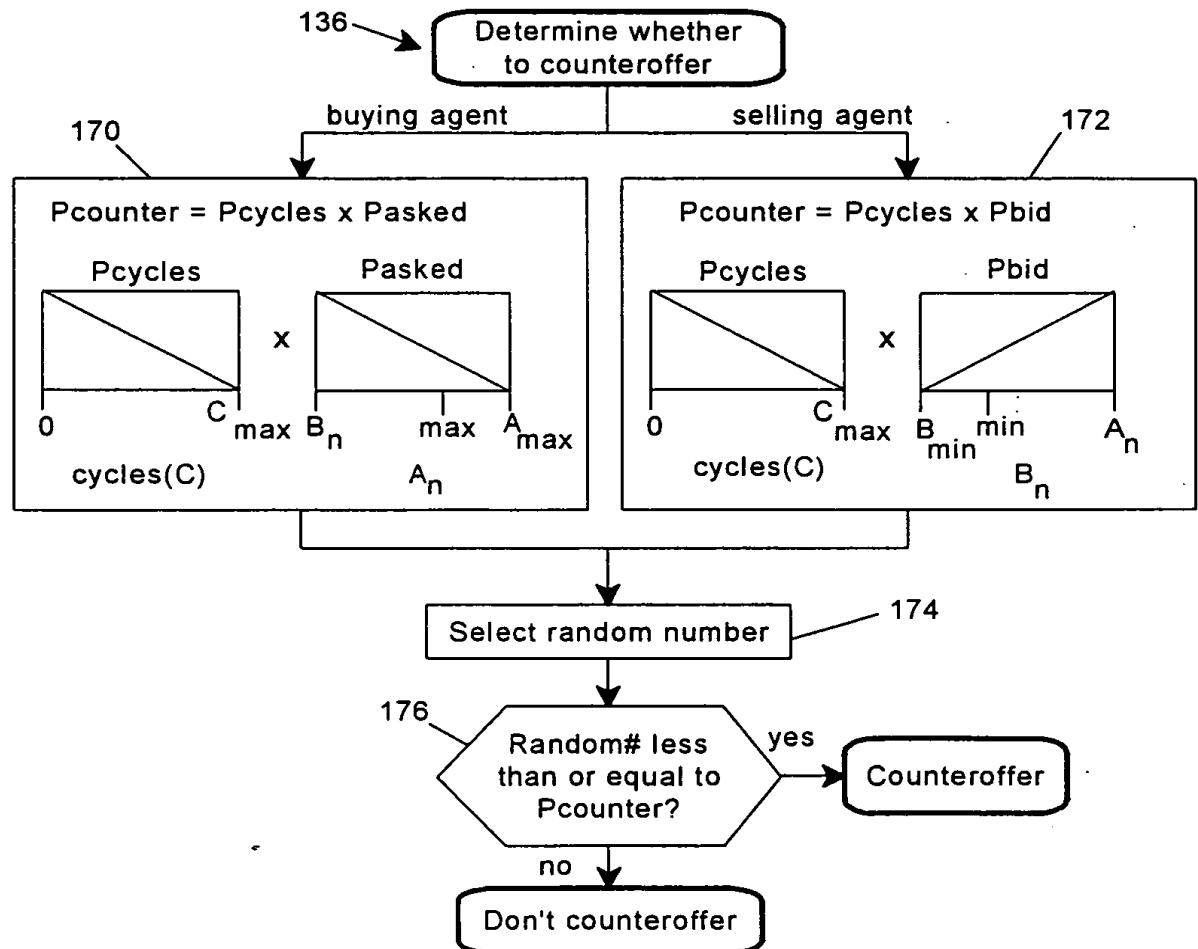 136
Determine whether
to counteroffer
buying agent
selling agent
170
172
Pcounter = Pcycles x Pasked
Pcycles
Pasked
x
0
C max
B n
max
A max
cycles(C)
A n
Pcounter = Pcycles x Pbid
Pcycles
Pbid
x
0
C max
B min
min
A n
cycles(C)
B n
Select random number
174
176
Random# less
than or equal to
Pcounter?
yes
Counteroffer
no
Don't counteroffer